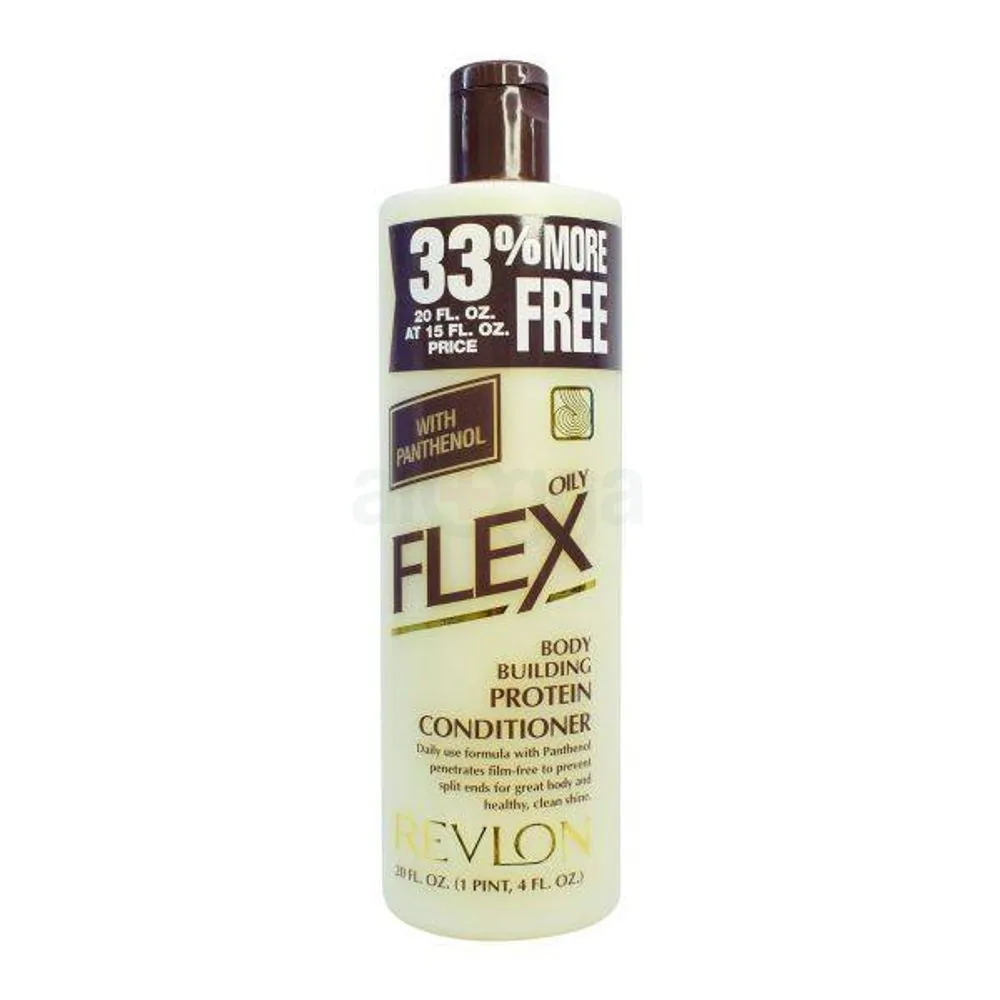 33% MORE
FREE
20 FL. OZ.
AT 15 FL. OZ.
PRICE
WITH
PANTHENOL
OILY
FLEX
BODY
BUILDING
PROTEIN
CONDITIONER
Daily use formula with Panthenol
penetrates film-free to prevent
split ends for great body and
healthy, clean shine.
REVLON
20 FL. OZ. (1 PINT, 4 FL. OZ.)